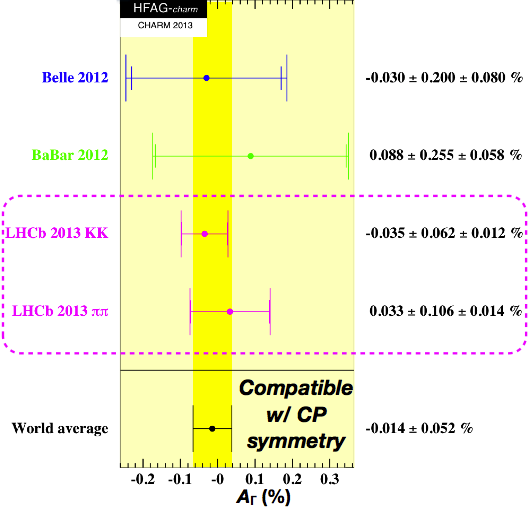 HFAG-charm
CHARM 2013
Belle 2012 -0.030 ± 0.200 ± 0.080 %
BaBar 2012 0.088 ± 0.255 ± 0.058 %
LHCb 2013 KK -0.035 ± 0.062 ± 0.012 %
LHCb 2013 ππ 0.033 ± 0.106 ± 0.014 %
Compatible
w/ CP
symmetry
World average -0.014 ± 0.052 %
-0.2 -0.1 -0 0.1 0.2 0.3
AΓ (%)